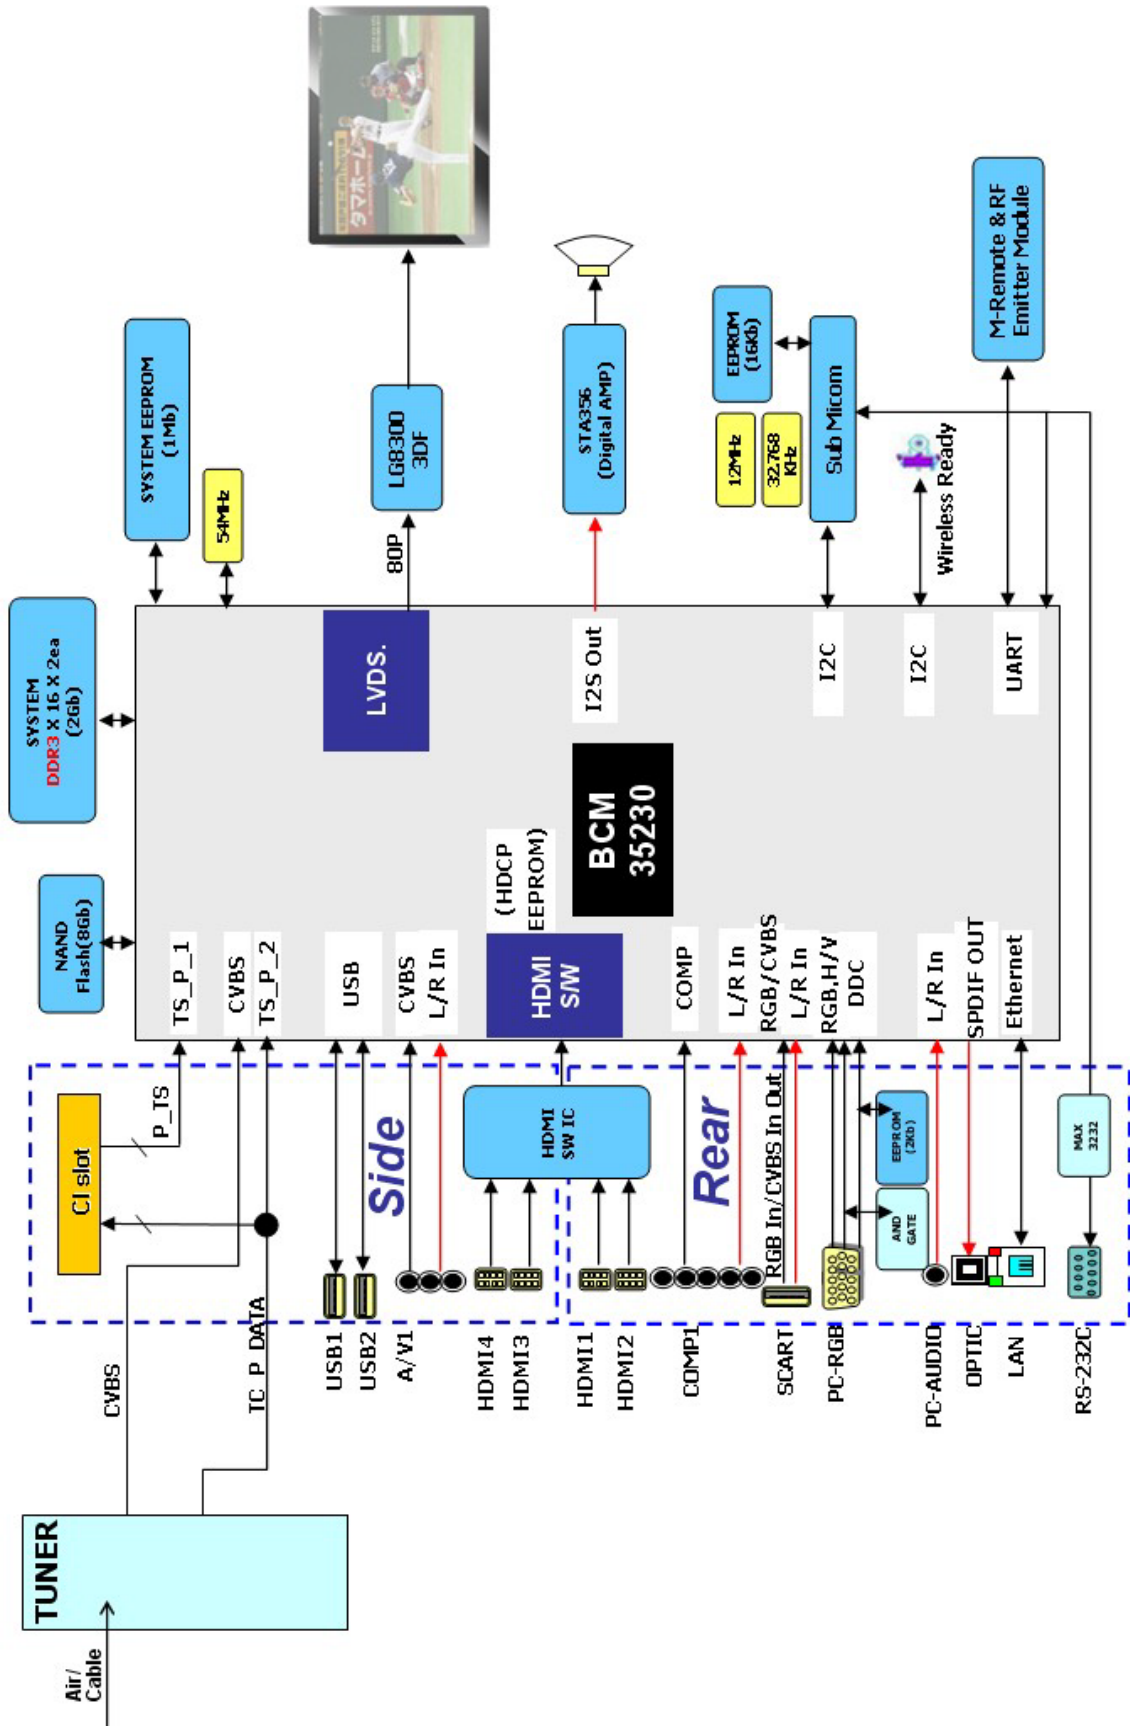 Air/
Cable
TUNER
CVBS
TC_P_DATA
CI slot
P_TS
Side
Rear
USB1
USB2
A/V1
HDMI4
HDMI3
HDMI1
HDMI2
COMP1
SCART
PC-RGB
PC-AUDIO
OPTIC
LAN
RS-232C
HDMI
SW IC
RGB In/CVBS In Out
AND
GATE
EEPROM
(2Kb)
MAX
3232
TS_P_1
CVBS
TS_P_2
USB
CVBS
L/R In
HDMI
S/W
(HDCP
EEPROM)
COMP
L/R In
RGB/CVBS
L/R In
RGB.H/V
DDC
L/R In
SPDIF OUT
Ethernet
BCM
35230
NAND
Flash(8Gb)
SYSTEM
DDR3 X 16 X 2ea
(2Gb)
SYSTEM EEPROM
(1Mb)
54MHz
LVDS.
80P
LG8300
3DF
タマホーム
I2S Out
STA356
(Digital AMP)
I2C
12MHz
32.768
KHz
EEPROM
(16Kb)
Sub Micom
I2C
Wireless Ready
UART
M-Remote &RF
Emitter Module